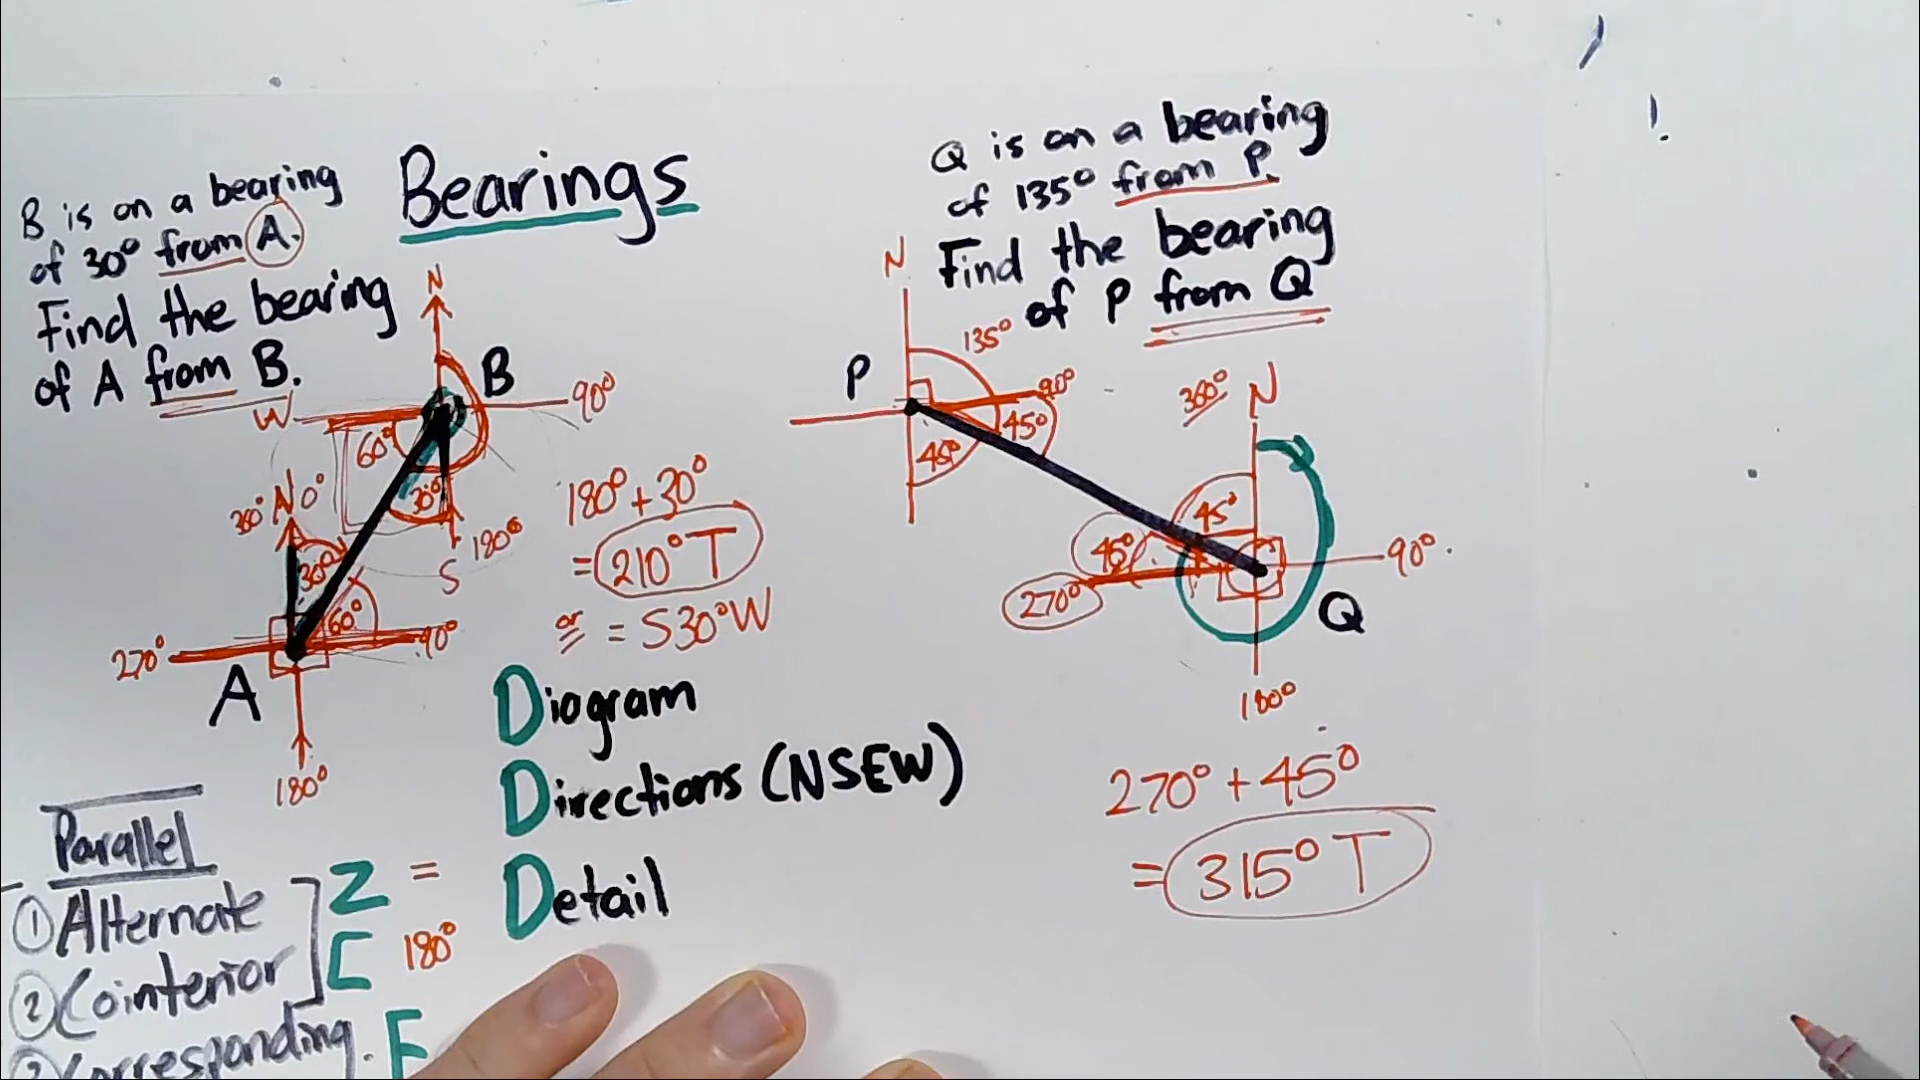 Bearings
B is on a bearing
of 30° from A.
Find the bearing
of A from B.
N
B
W
90°
60°
30°
360° N 0°
180°
S
30°
60°
270°
90°
A
180°
180° + 30°
= 210° T
or = S30°W
Diagram
Directions (NSEW)
Detail
Parallel
① Alternate
② Cointerior
Corresponding.
Z =
C 180°
F
Q is on a bearing
of 135° from P.
Find the bearing
of P from Q
N
135°
P
90°
45°
45°
360°
N
45°
45°
270°
90°
Q
180°
270° + 45°
= 315° T